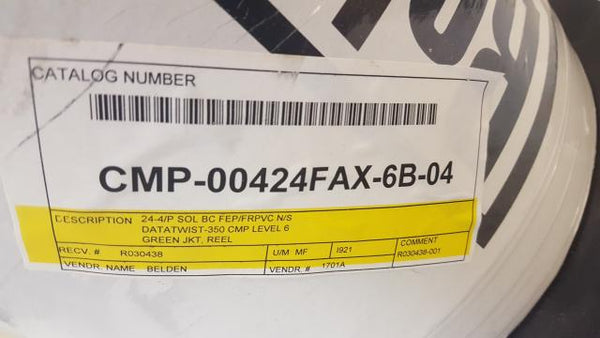 CATALOG NUMBER
CMP-00424FAX-6B-04
DESCRIPTION 24-4/P SOL BC FEP/FRPVC N/S
DATATWIST-350 CMP LEVEL 6
GREEN JKT, REEL
RECV. # R030438 U/M MF I921 COMMENT
R030438-001
VENDR. NAME BELDEN VENDR. # 1701A